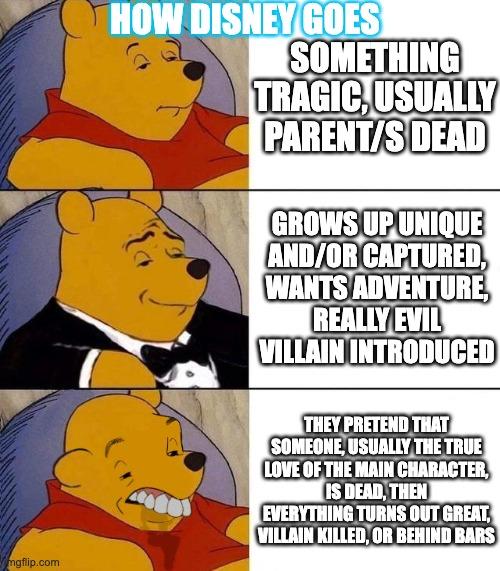 HOW DISNEY GOES
SOMETHING
TRAGIC, USUALLY
PARENT/S DEAD
GROWS UP UNIQUE
AND/OR CAPTURED,
WANTS ADVENTURE,
REALLY EVIL
VILLAIN INTRODUCED
THEY PRETEND THAT
SOMEONE, USUALLY THE TRUE
LOVE OF THE MAIN CHARACTER,
IS DEAD, THEN
EVERYTHING TURNS OUT GREAT,
VILLAIN KILLED, OR BEHIND BARS
imgflip.com